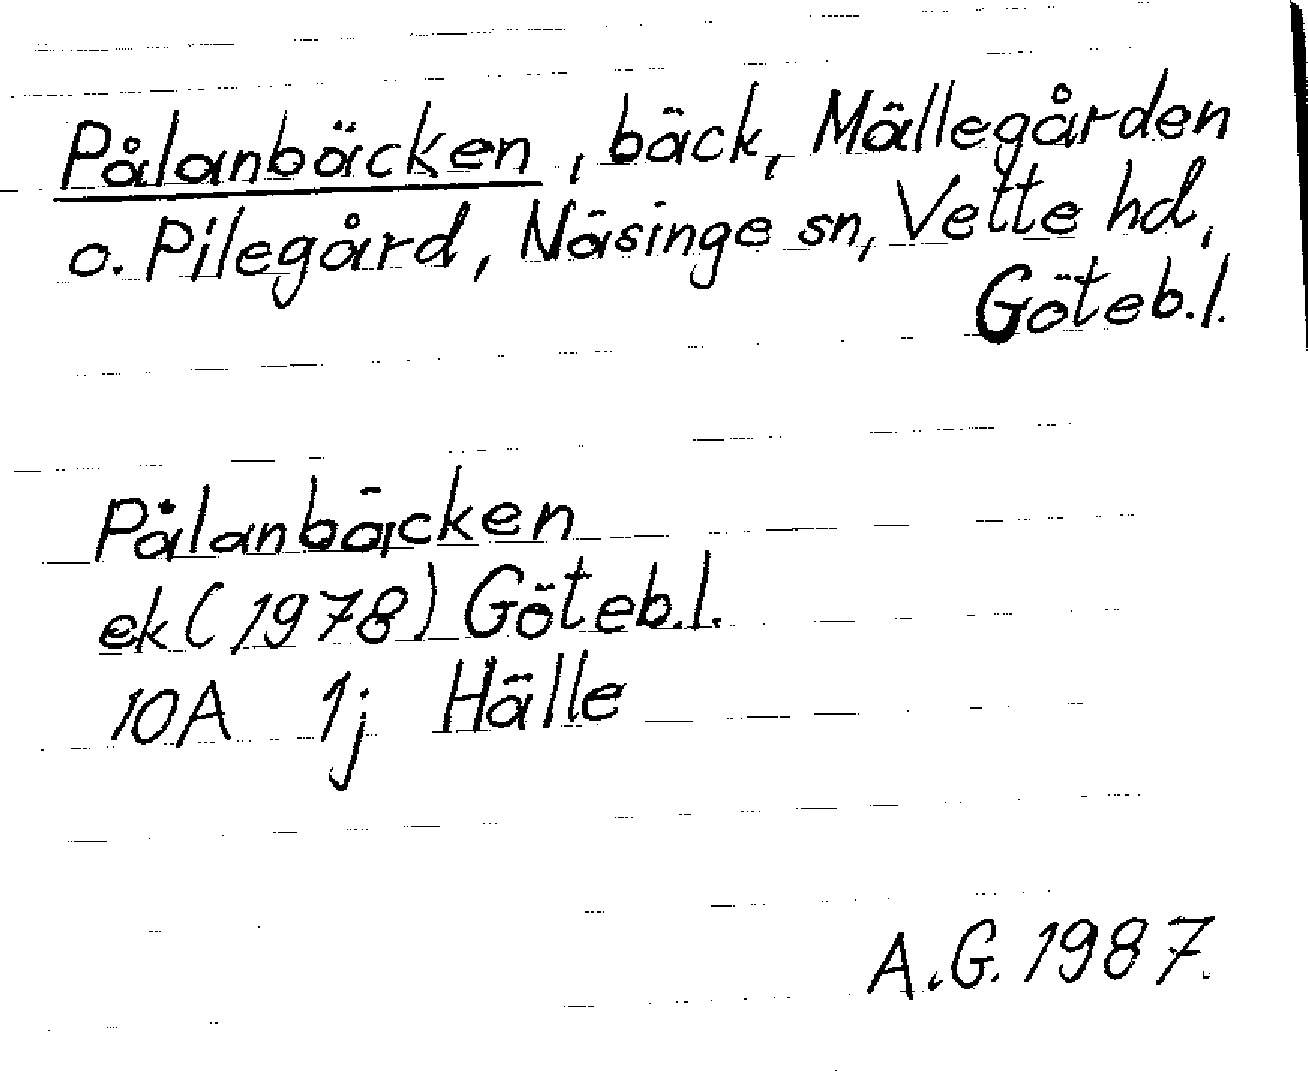 Pålanbäcken, bäck, Mällegården
o. Pilegård, Näsinge sn, Vette hd,
Göteb.l.
Pålanbäcken
ek (1978) Göteb.l.
10A 1j Hälle
A.G. 1987.